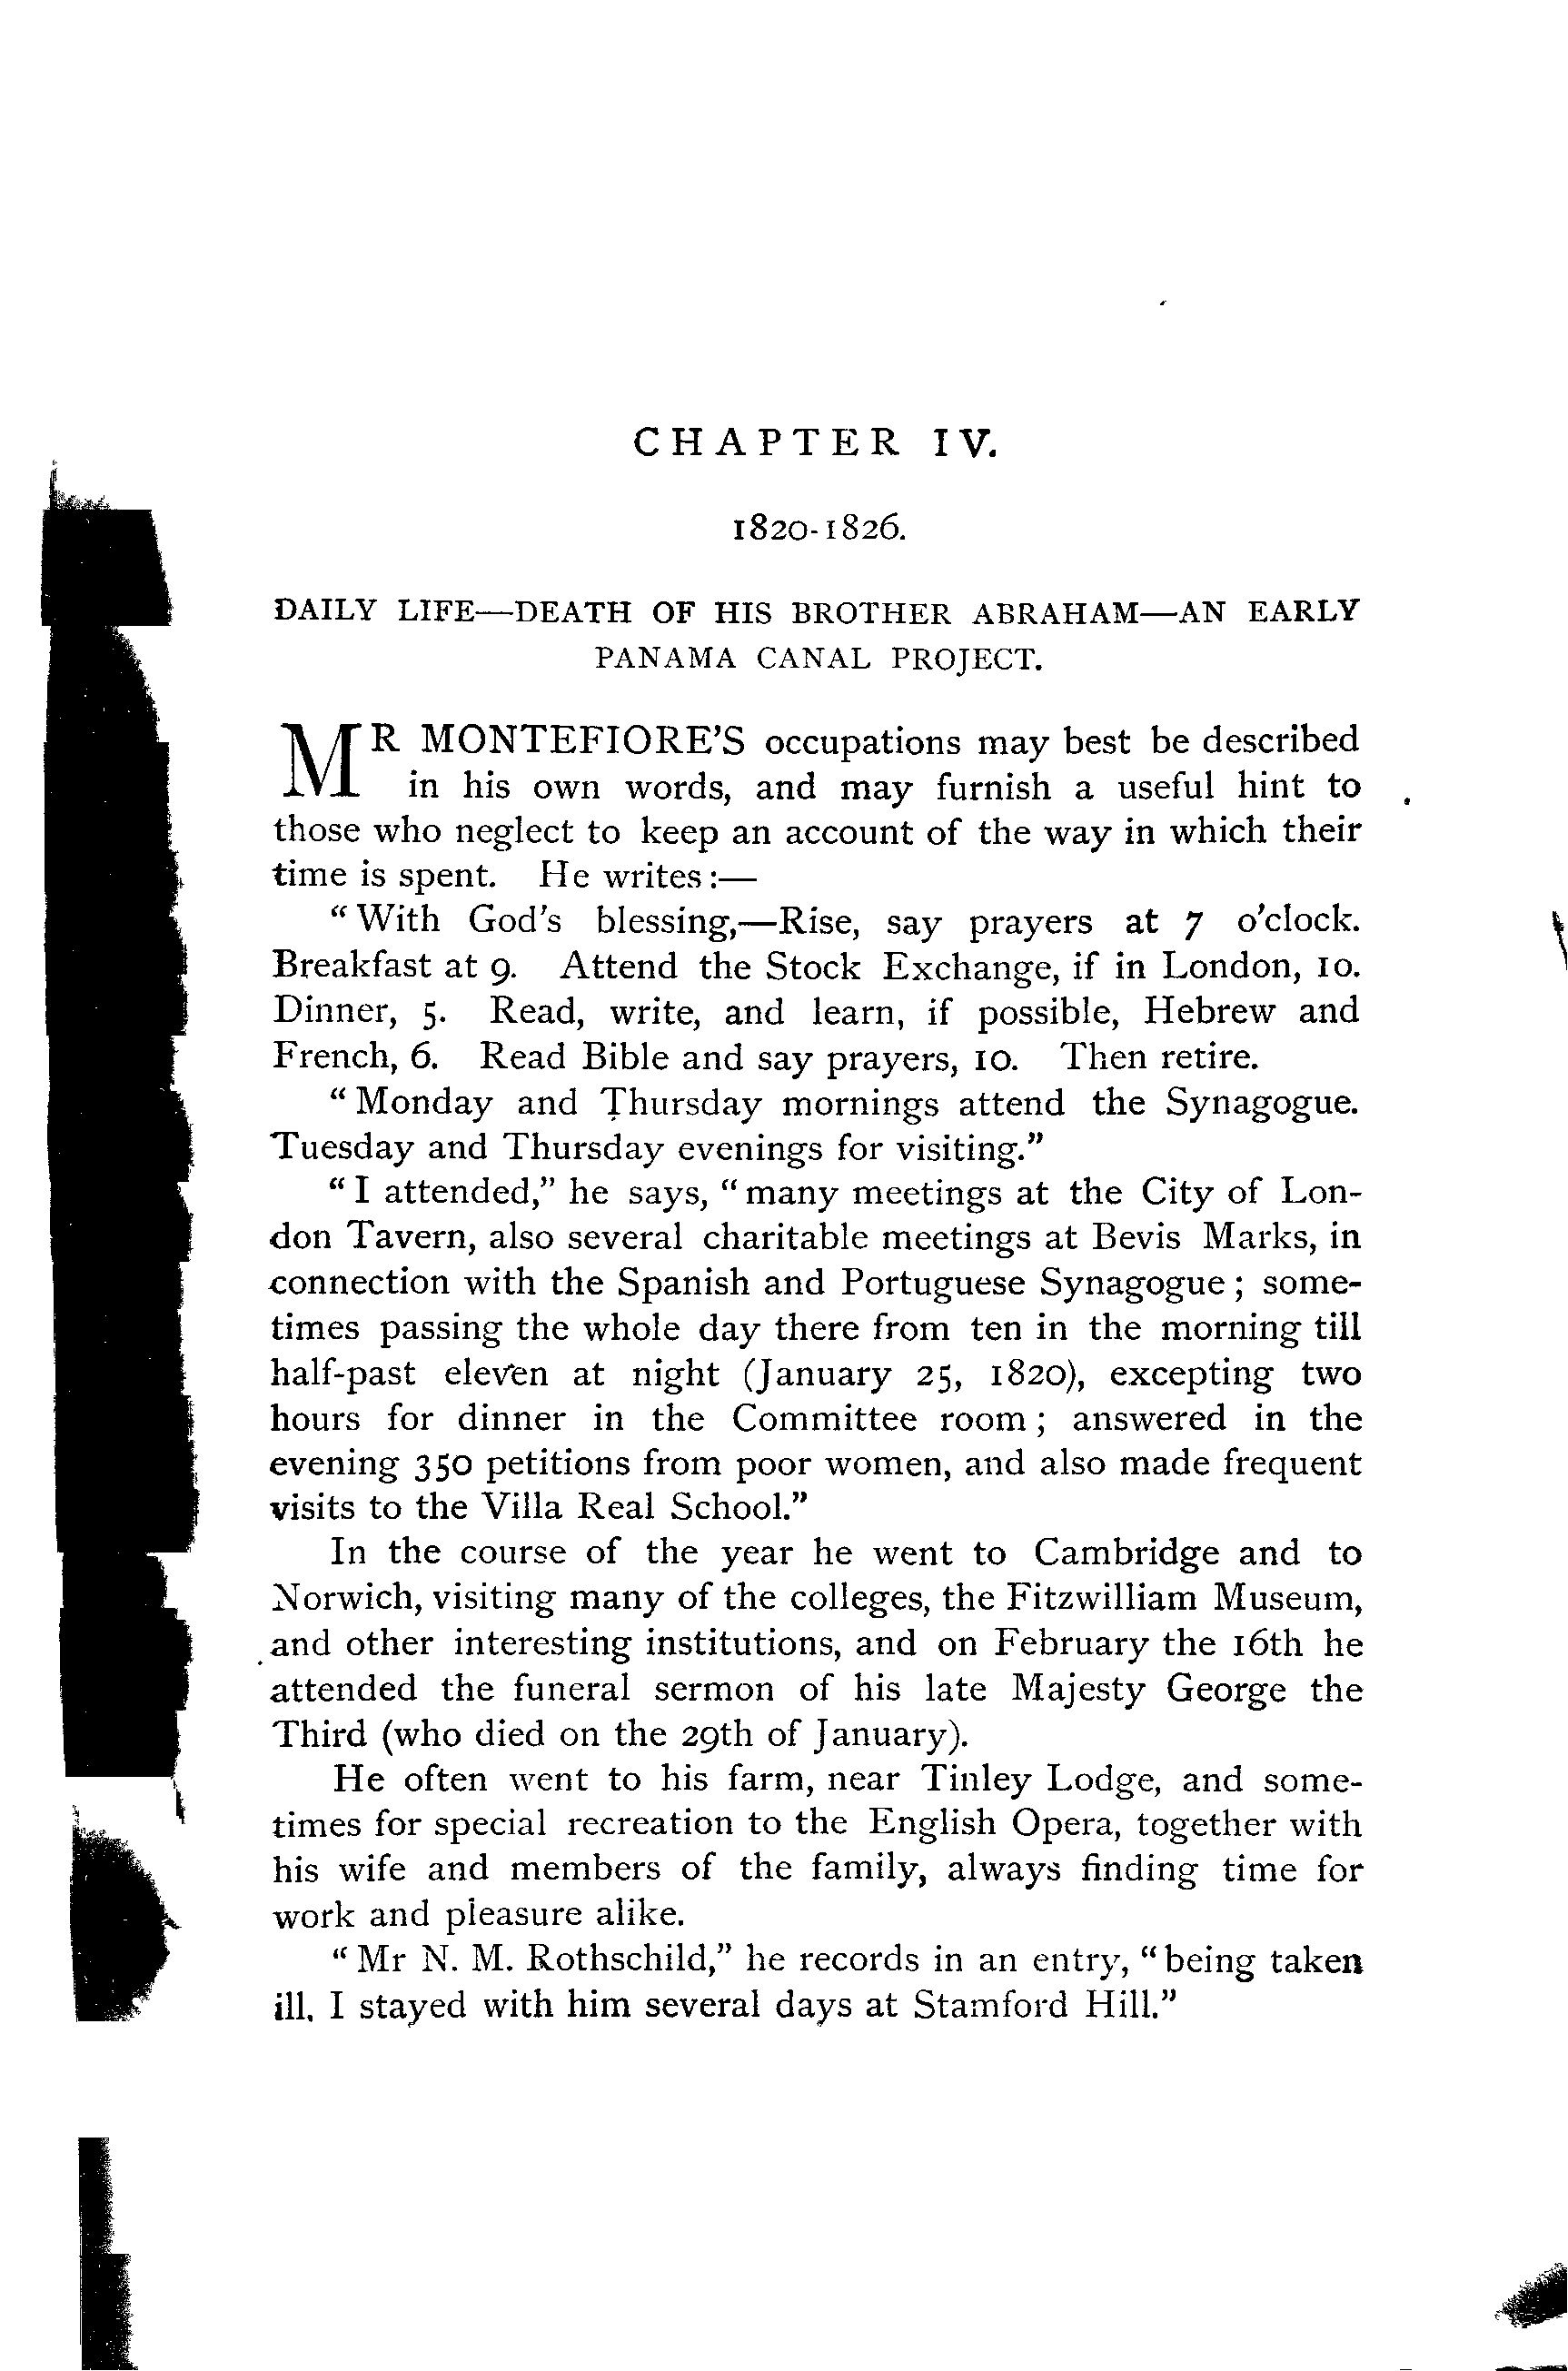 CHAPTER IV.
1820-1826.
DAILY LIFE—DEATH OF HIS BROTHER ABRAHAM—AN EARLY
PANAMA CANAL PROJECT.
MR MONTEFIORE'S occupations may best be described
in his own words, and may furnish a useful hint to
those who neglect to keep an account of the way in which their
time is spent. He writes:—
"With God's blessing,—Rise, say prayers at 7 o'clock.
Breakfast at 9. Attend the Stock Exchange, if in London, 10.
Dinner, 5. Read, write, and learn, if possible, Hebrew and
French, 6. Read Bible and say prayers, 10. Then retire.
"Monday and Thursday mornings attend the Synagogue.
Tuesday and Thursday evenings for visiting."
"I attended," he says, "many meetings at the City of Lon-
don Tavern, also several charitable meetings at Bevis Marks, in
connection with the Spanish and Portuguese Synagogue; some-
times passing the whole day there from ten in the morning till
half-past eleven at night (January 25, 1820), excepting two
hours for dinner in the Committee room; answered in the
evening 350 petitions from poor women, and also made frequent
visits to the Villa Real School."
In the course of the year he went to Cambridge and to
Norwich, visiting many of the colleges, the Fitzwilliam Museum,
and other interesting institutions, and on February the 16th he
attended the funeral sermon of his late Majesty George the
Third (who died on the 29th of January).
He often went to his farm, near Tinley Lodge, and some-
times for special recreation to the English Opera, together with
his wife and members of the family, always finding time for
work and pleasure alike.
"Mr N. M. Rothschild," he records in an entry, "being taken
ill, I stayed with him several days at Stamford Hill."